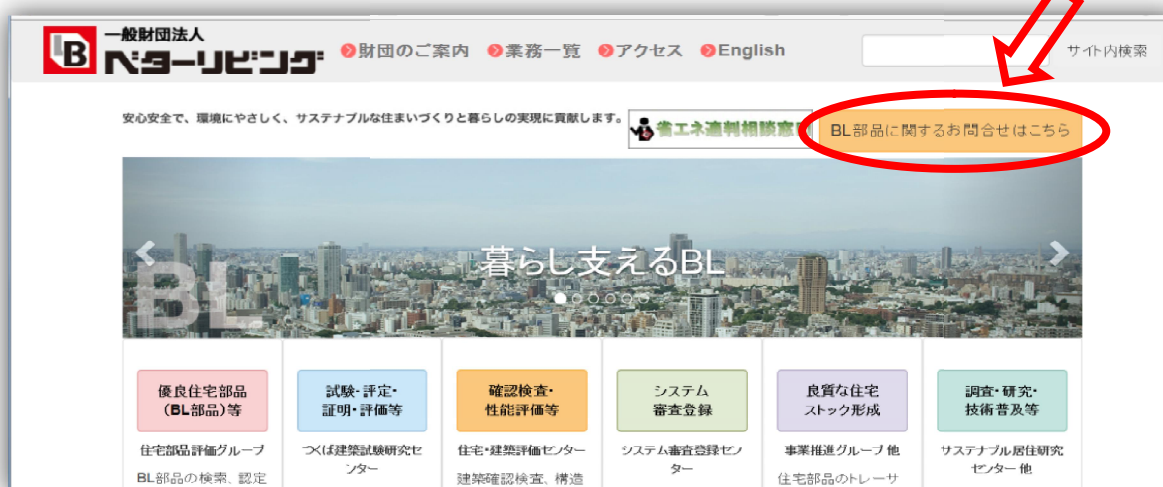 一般財団法人
ベターリビング
財団のご案内 業務一覧 アクセス English
サイト内検索
安心安全で、環境にやさしく、サステナブルな住まいづくりと暮らしの実現に貢献します。
省エネ適判相談窓口
BL部品に関するお問合せはこちら
BL
暮らし支えるBL
優良住宅部品
(BL部品)等
試験・評定・
証明・評価等
確認検査・
性能評価等
システム
審査登録
良質な住宅
ストック形成
調査・研究・
技術普及等
住宅部品評価グループ
つくば建築試験研究セ
ンター
住宅・建築評価センター
システム審査登録セン
ター
事業推進グループ 他
サステナブル居住研究
センター 他
BL部品の検索、認定
建築確認検査、構造
住宅部品のトレーサ